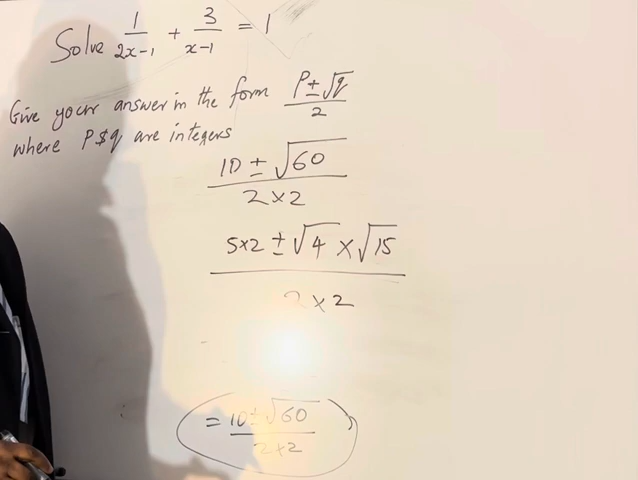 Solve 1/(2x-1) + 3/(x-1) = 1
Give your answer in the form (P±√q)/2
where P & q are integers
(10 ± √60)/(2×2)
(5×2 ± √4 × √15)/(2×2)
= (10±√60)/(2×2)